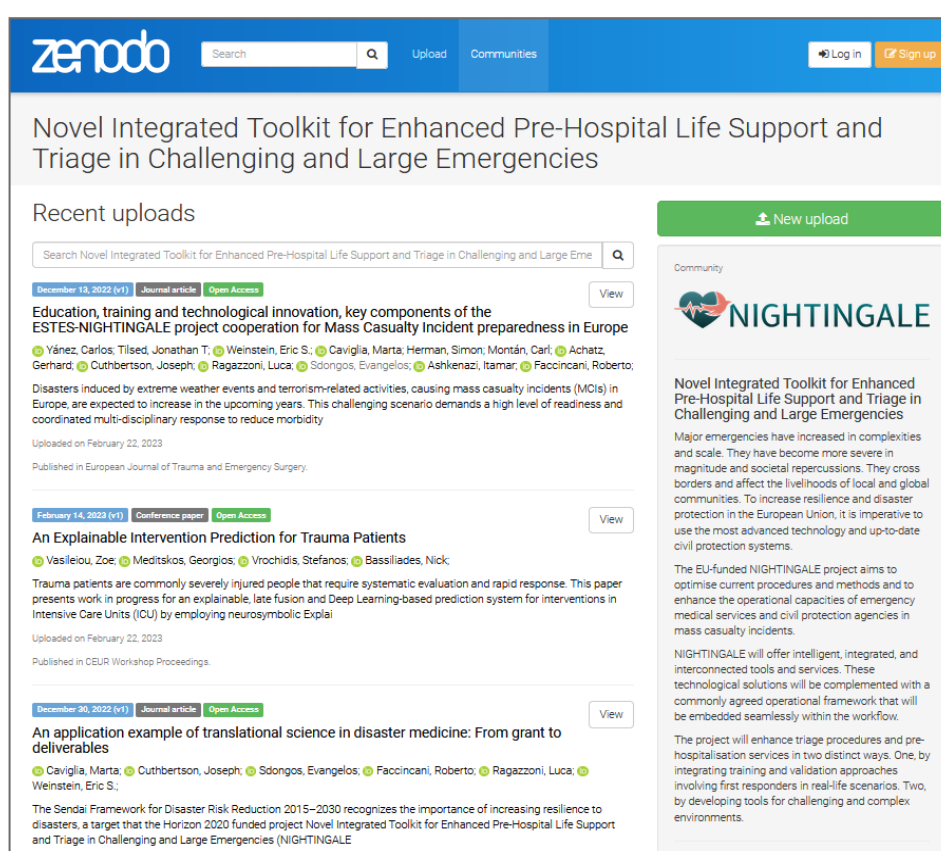 zenodo
Search
Upload
Communities
Log in
Sign up
Novel Integrated Toolkit for Enhanced Pre-Hospital Life Support and
Triage in Challenging and Large Emergencies
Recent uploads
Search Novel Integrated Toolkit for Enhanced Pre-Hospital Life Support and Triage in Challenging and Large Eme
December 13, 2022 (v1) Journal article Open Access
View
Education, training and technological innovation, key components of the
ESTES-NIGHTINGALE project cooperation for Mass Casualty Incident preparedness in Europe
Yánez, Carlos; Tilsed, Jonathan T; Weinstein, Eric S.; Caviglia, Marta; Herman, Simon; Montán, Carl; Achatz,
Gerhard; Cuthbertson, Joseph; Ragazzoni, Luca; Sdongos, Evangelos; Ashkenazi, Itamar; Faccincani, Roberto;
Disasters induced by extreme weather events and terrorism-related activities, causing mass casualty incidents (MCIs) in
Europe, are expected to increase in the upcoming years. This challenging scenario demands a high level of readiness and
coordinated multi-disciplinary response to reduce morbidity
Uploaded on February 22, 2023
Published in European Journal of Trauma and Emergency Surgery.
February 14, 2023 (v1) Conference paper Open Access
View
An Explainable Intervention Prediction for Trauma Patients
Vasileiou, Zoe; Meditskos, Georgios; Vrochidis, Stefanos; Bassiliades, Nick;
Trauma patients are commonly severely injured people that require systematic evaluation and rapid response. This paper
presents work in progress for an explainable, late fusion and Deep Learning-based prediction system for interventions in
Intensive Care Units (ICU) by employing neurosymbolic Explai
Uploaded on February 22, 2023
Published in CEUR Workshop Proceedings.
December 30, 2022 (v1) Journal article Open Access
View
An application example of translational science in disaster medicine: From grant to
deliverables
Caviglia, Marta; Cuthbertson, Joseph; Sdongos, Evangelos; Faccincani, Roberto; Ragazzoni, Luca;
Weinstein, Eric S.;
The Sendai Framework for Disaster Risk Reduction 2015–2030 recognizes the importance of increasing resilience to
disasters, a target that the Horizon 2020 funded project Novel Integrated Toolkit for Enhanced Pre-Hospital Life Support
and Triage in Challenging and Large Emergencies (NIGHTINGALE
New upload
Community
NIGHTINGALE
Novel Integrated Toolkit for Enhanced
Pre-Hospital Life Support and Triage in
Challenging and Large Emergencies
Major emergencies have increased in complexities
and scale. They have become more severe in
magnitude and societal repercussions. They cross
borders and affect the livelihoods of local and global
communities. To increase resilience and disaster
protection in the European Union, it is imperative to
use the most advanced technology and up-to-date
civil protection systems.
The EU-funded NIGHTINGALE project aims to
optimise current procedures and methods and to
enhance the operational capacities of emergency
medical services and civil protection agencies in
mass casualty incidents.
NIGHTINGALE will offer intelligent, integrated, and
interconnected tools and services. These
technological solutions will be complemented with a
commonly agreed operational framework that will
be embedded seamlessly within the workflow.
The project will enhance triage procedures and pre-
hospitalisation services in two distinct ways. One, by
integrating training and validation approaches
involving first responders in real-life scenarios. Two,
by developing tools for challenging and complex
environments.